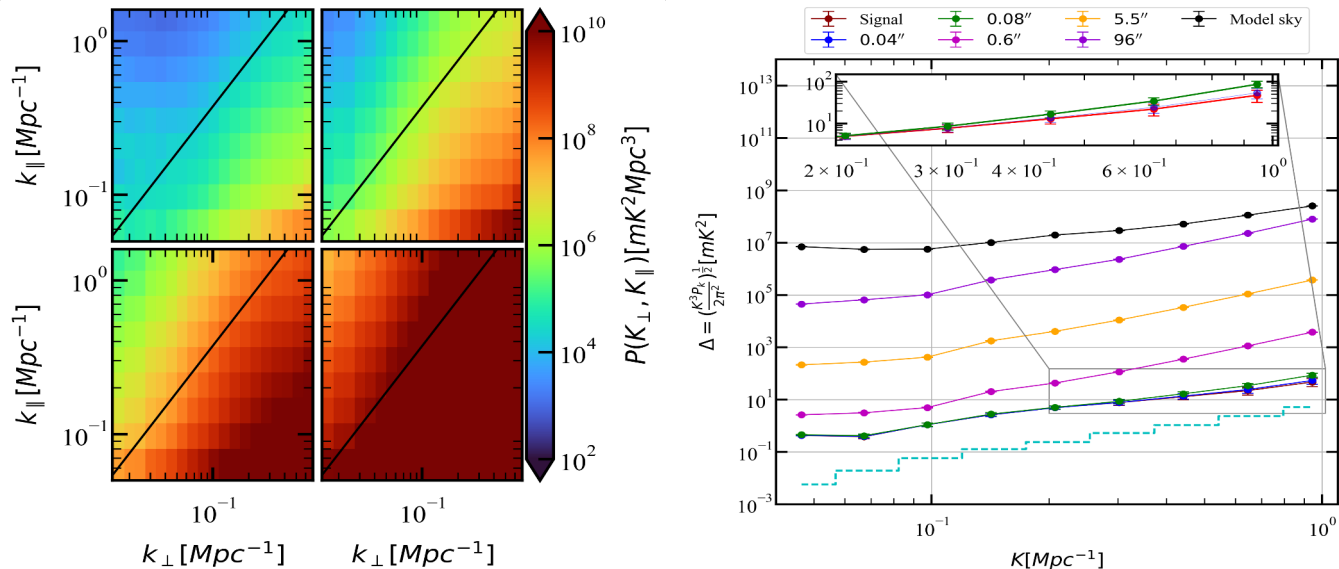 10⁰
10⁻¹
k∥[Mpc⁻¹]
10⁰
10⁻¹
k∥[Mpc⁻¹]
10⁻¹
10⁻¹
k⊥[Mpc⁻¹]
k⊥[Mpc⁻¹]
10¹⁰
10⁸
10⁶
10⁴
10²
P(K⊥, K∥)[mK²Mpc³]
Signal
0.04″
0.08″
0.6″
5.5″
96″
Model sky
10²
10¹
2 × 10⁻¹
3 × 10⁻¹
4 × 10⁻¹
6 × 10⁻¹
10⁰
10¹³
10¹¹
10⁹
10⁷
10⁵
10³
10¹
10⁻¹
10⁻³
Δ = (K³Pₖ/2π²)^½ [mK²]
10⁻¹
10⁰
K[Mpc⁻¹]